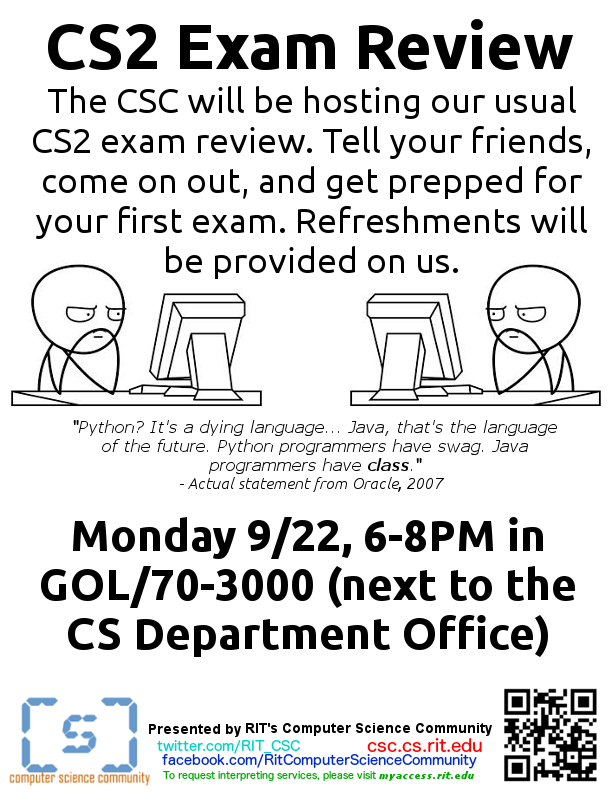 CS2 Exam Review
The CSC will be hosting our usual
CS2 exam review. Tell your friends,
come on out, and get prepped for
your first exam. Refreshments will
be provided on us.
"Python? It's a dying language... Java, that's the language
of the future. Python programmers have swag. Java
programmers have class."
- Actual statement from Oracle, 2007
Monday 9/22, 6-8PM in
GOL/70-3000 (next to the
CS Department Office)
[S]
computer science community
Presented by RIT's Computer Science Community
twitter.com/RIT_CSC csc.cs.rit.edu
facebook.com/RitComputerScienceCommunity
To request interpreting services, please visit myaccess.rit.edu